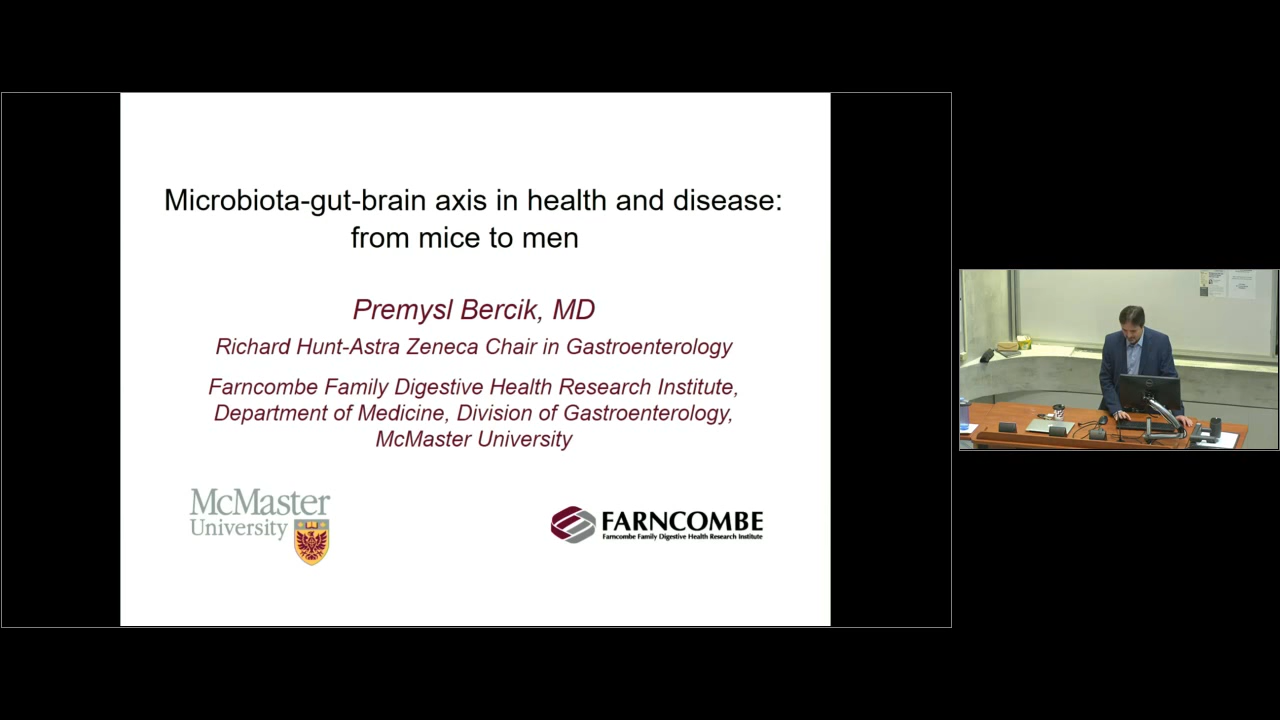 Microbiota-gut-brain axis in health and disease:
from mice to men
Premysl Bercik, MD
Richard Hunt-Astra Zeneca Chair in Gastroenterology
Farncombe Family Digestive Health Research Institute,
Department of Medicine, Division of Gastroenterology,
McMaster University
McMaster
University
FARNCOMBE
Farncombe Family Digestive Health Research Institute